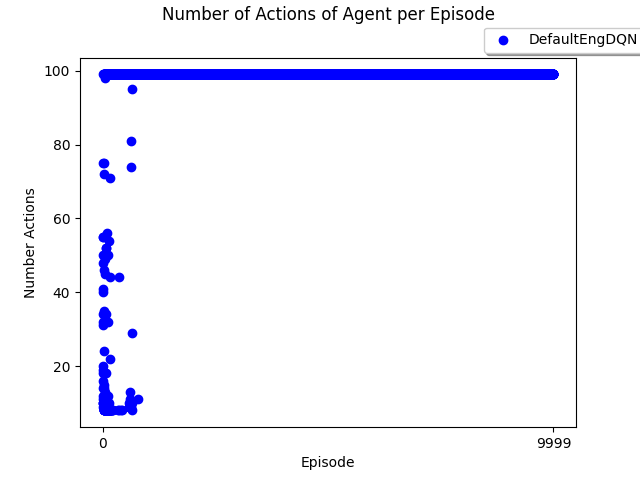 Number of Actions of Agent per Episode
DefaultEngDQN
100
80
60
40
20
Number Actions
0
9999
Episode